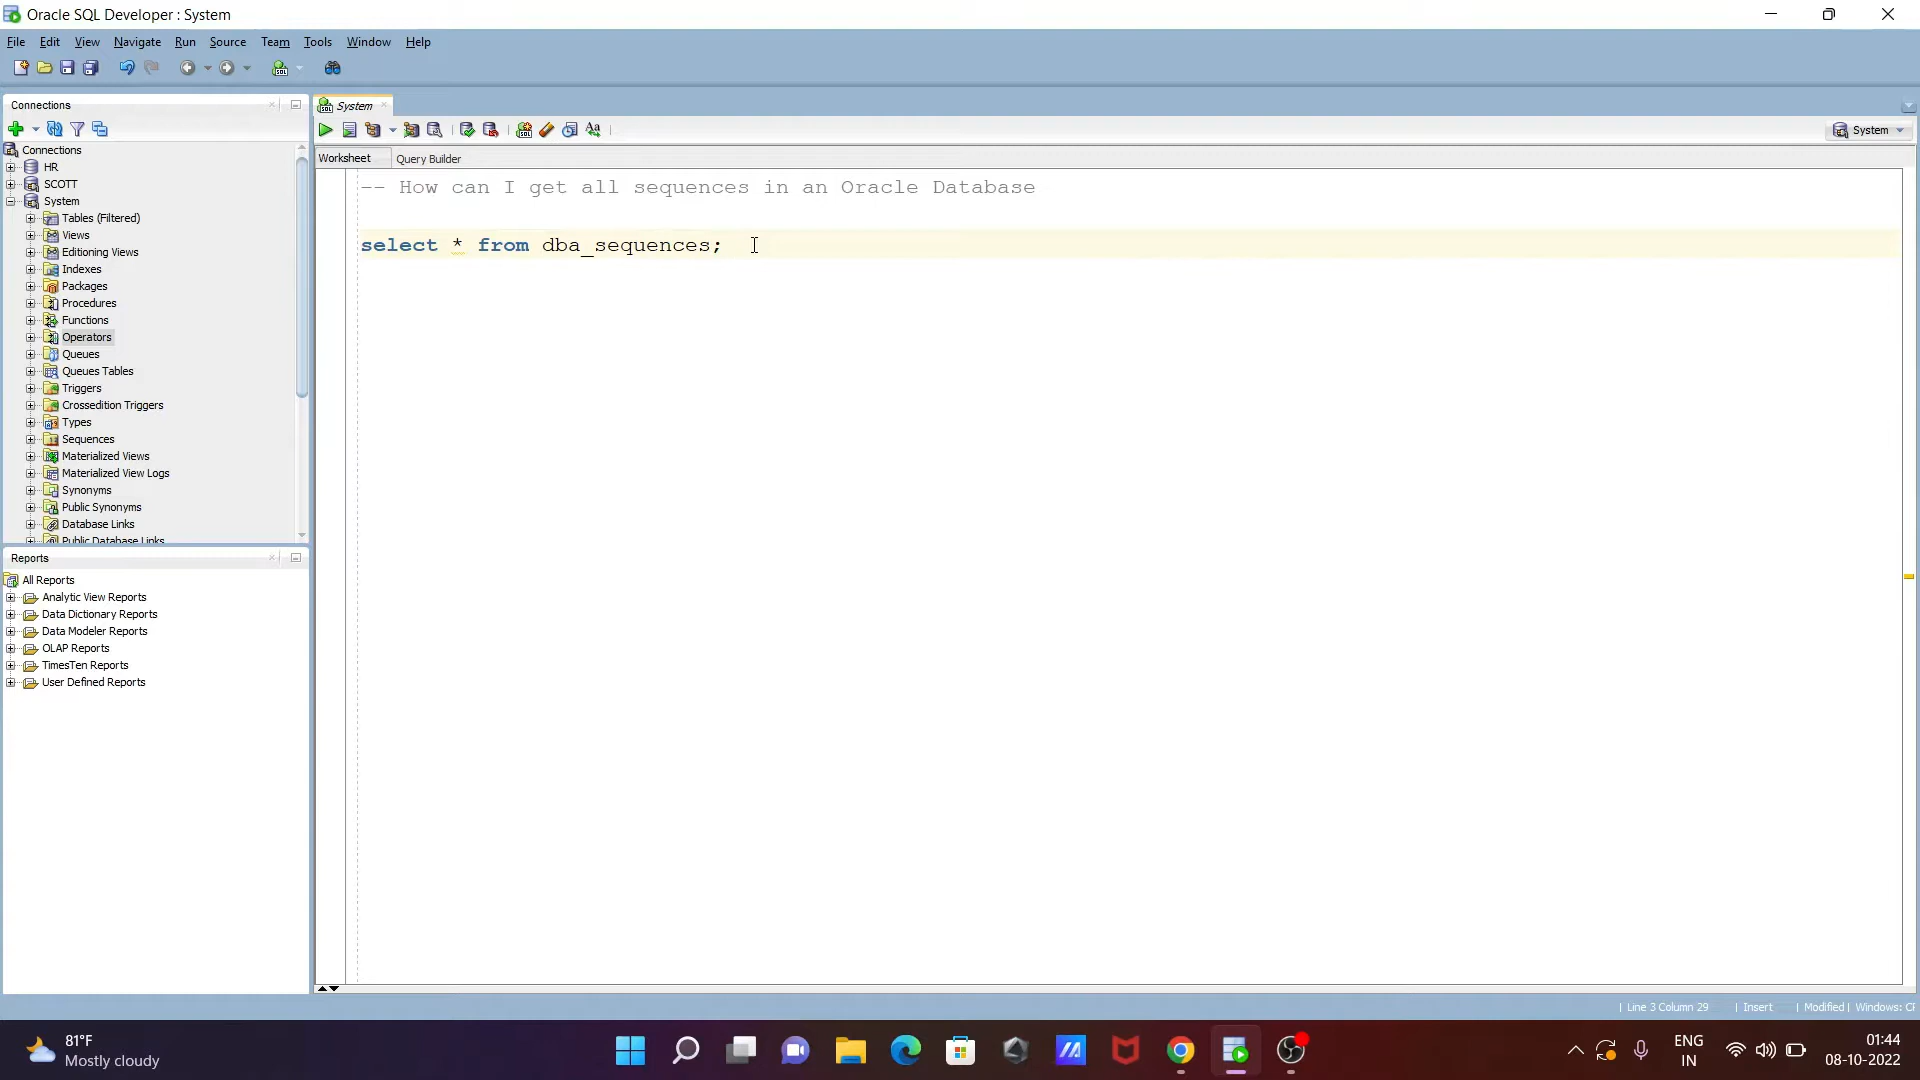 Oracle SQL Developer : System
File Edit View Navigate Run Source Team Tools Window Help
Connections
Connections
HR
SCOTT
System
Tables (Filtered)
Views
Editioning Views
Indexes
Packages
Procedures
Functions
Operators
Queues
Queues Tables
Triggers
Crossedition Triggers
Types
Sequences
Materialized Views
Materialized View Logs
Synonyms
Public Synonyms
Database Links
Public Database Links
Reports
All Reports
Analytic View Reports
Data Dictionary Reports
Data Modeler Reports
OLAP Reports
TimesTen Reports
User Defined Reports
System
System
Worksheet Query Builder
-- How can I get all sequences in an Oracle Database
select * from dba_sequences;
| Line 3 Column 29 | Insert | Modified | Windows: CF
81°F
Mostly cloudy
ENG
IN
01:44
08-10-2022